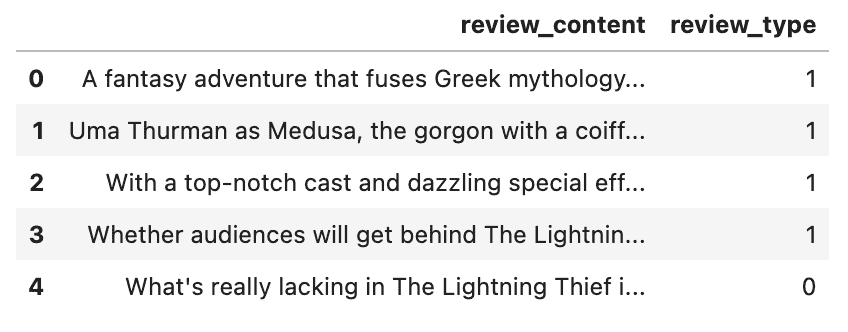 review_content review_type
0 A fantasy adventure that fuses Greek mythology... 1
1 Uma Thurman as Medusa, the gorgon with a coiff... 1
2 With a top-notch cast and dazzling special eff... 1
3 Whether audiences will get behind The Lightnin... 1
4 What's really lacking in The Lightning Thief i... 0